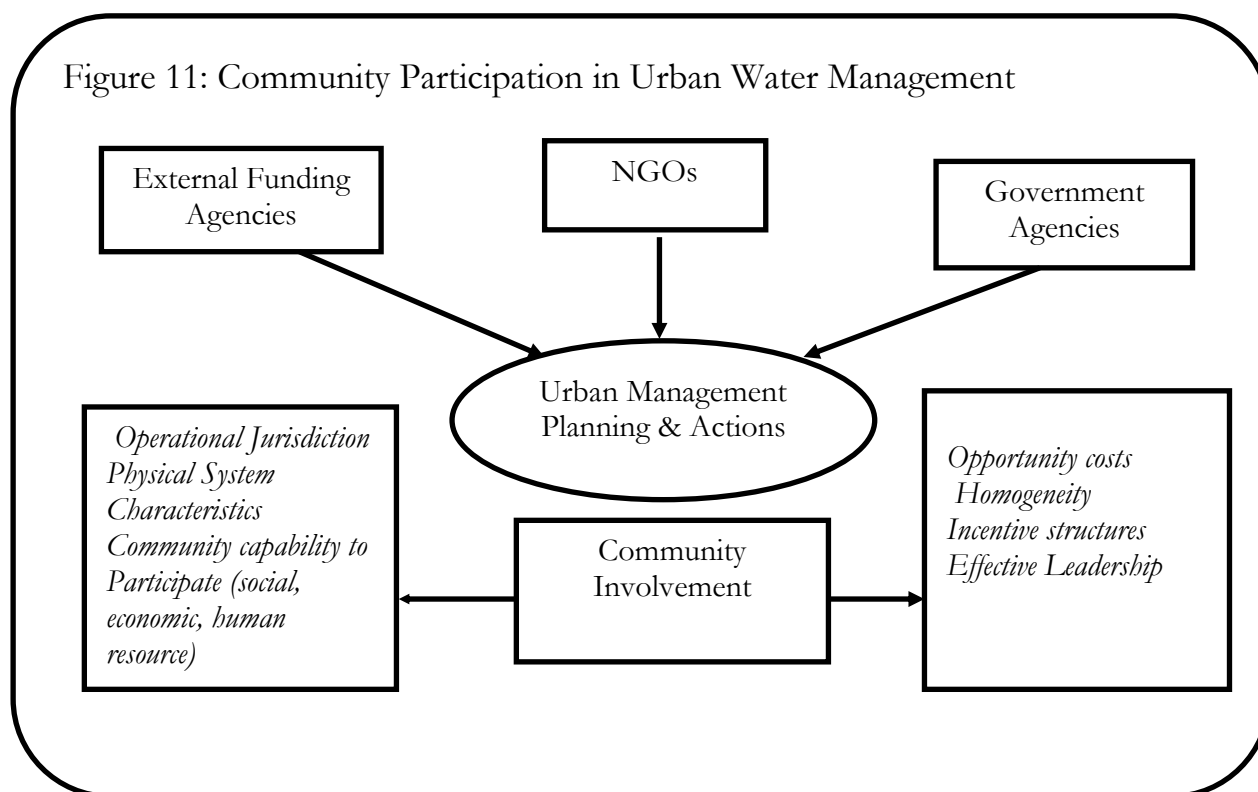 Figure 11: Community Participation in Urban Water Management
External Funding
Agencies
NGOs
Government
Agencies
Urban Management
Planning & Actions
Operational Jurisdiction
Physical System
Characteristics
Community capability to
Participate (social,
economic, human
resource)
Community
Involvement
Opportunity costs
Homogeneity
Incentive structures
Effective Leadership